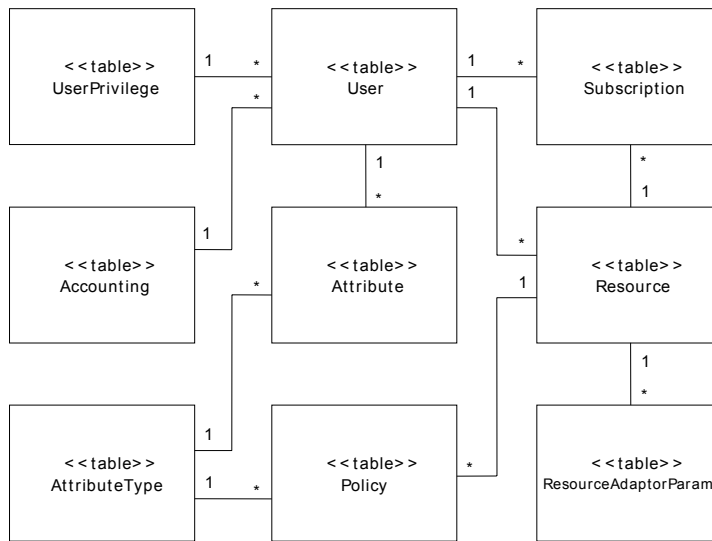 <<table>>
UserPrivilege
1
*
<<table>>
User
1
*
<<table>>
Subscription
*
1
1
*
*
1
1
*
<<table>>
Accounting
*
<<table>>
Attribute
*
1
<<table>>
Resource
1
*
1
1
*
<<table>>
AttributeType
<<table>>
Policy
*
<<table>>
ResourceAdaptorParam